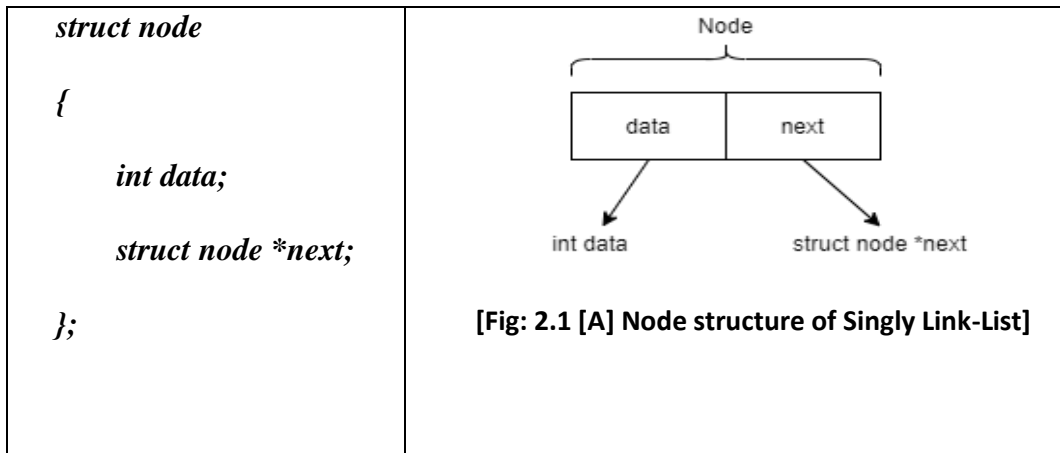 struct node
{
int data;
struct node *next;
};
Node
data next
int data struct node *next
[Fig: 2.1 [A] Node structure of Singly Link-List]